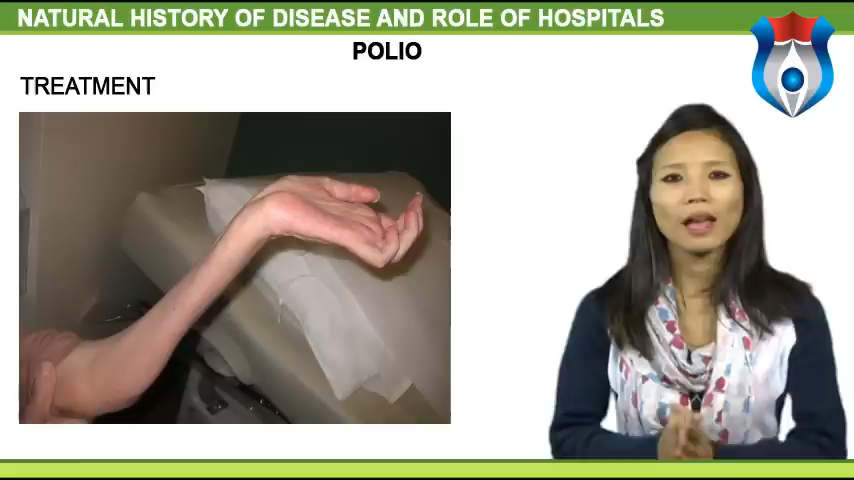 NATURAL HISTORY OF DISEASE AND ROLE OF HOSPITALS
POLIO
TREATMENT